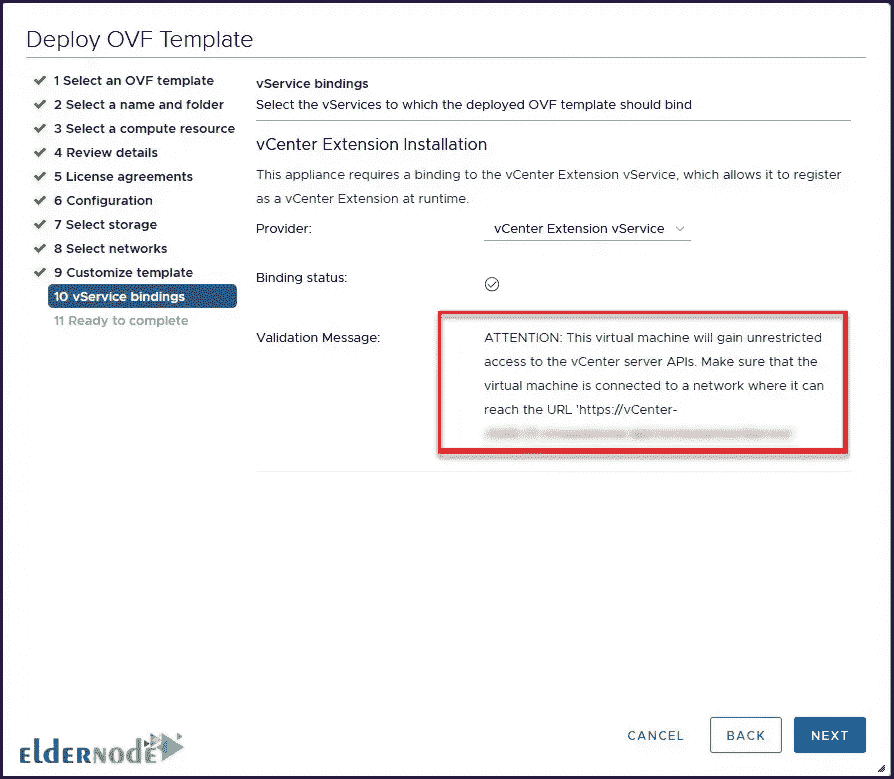 Deploy OVF Template
1 Select an OVF template
2 Select a name and folder
3 Select a compute resource
4 Review details
5 License agreements
6 Configuration
7 Select storage
8 Select networks
9 Customize template
10 vService bindings
11 Ready to complete
vService bindings
Select the vServices to which the deployed OVF template should bind
vCenter Extension Installation
This appliance requires a binding to the vCenter Extension vService, which allows it to register
as a vCenter Extension at runtime.
Provider:
vCenter Extension vService
Binding status:
Validation Message:
ATTENTION: This virtual machine will gain unrestricted
access to the vCenter server APIs. Make sure that the
virtual machine is connected to a network where it can
reach the URL 'https://vCenter-
CANCEL
BACK
NEXT
eldernode